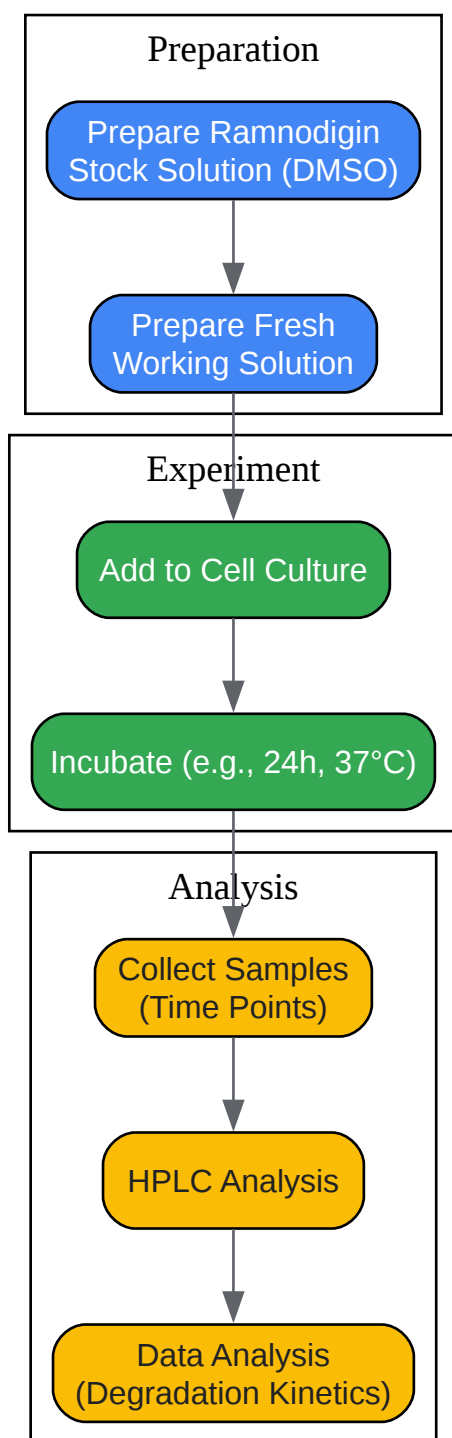 Preparation
Prepare Ramnodigin
Stock Solution (DMSO)
Prepare Fresh
Working Solution
Experiment
Add to Cell Culture
Incubate (e.g., 24h, 37°C)
Analysis
Collect Samples
(Time Points)
HPLC Analysis
Data Analysis
(Degradation Kinetics)